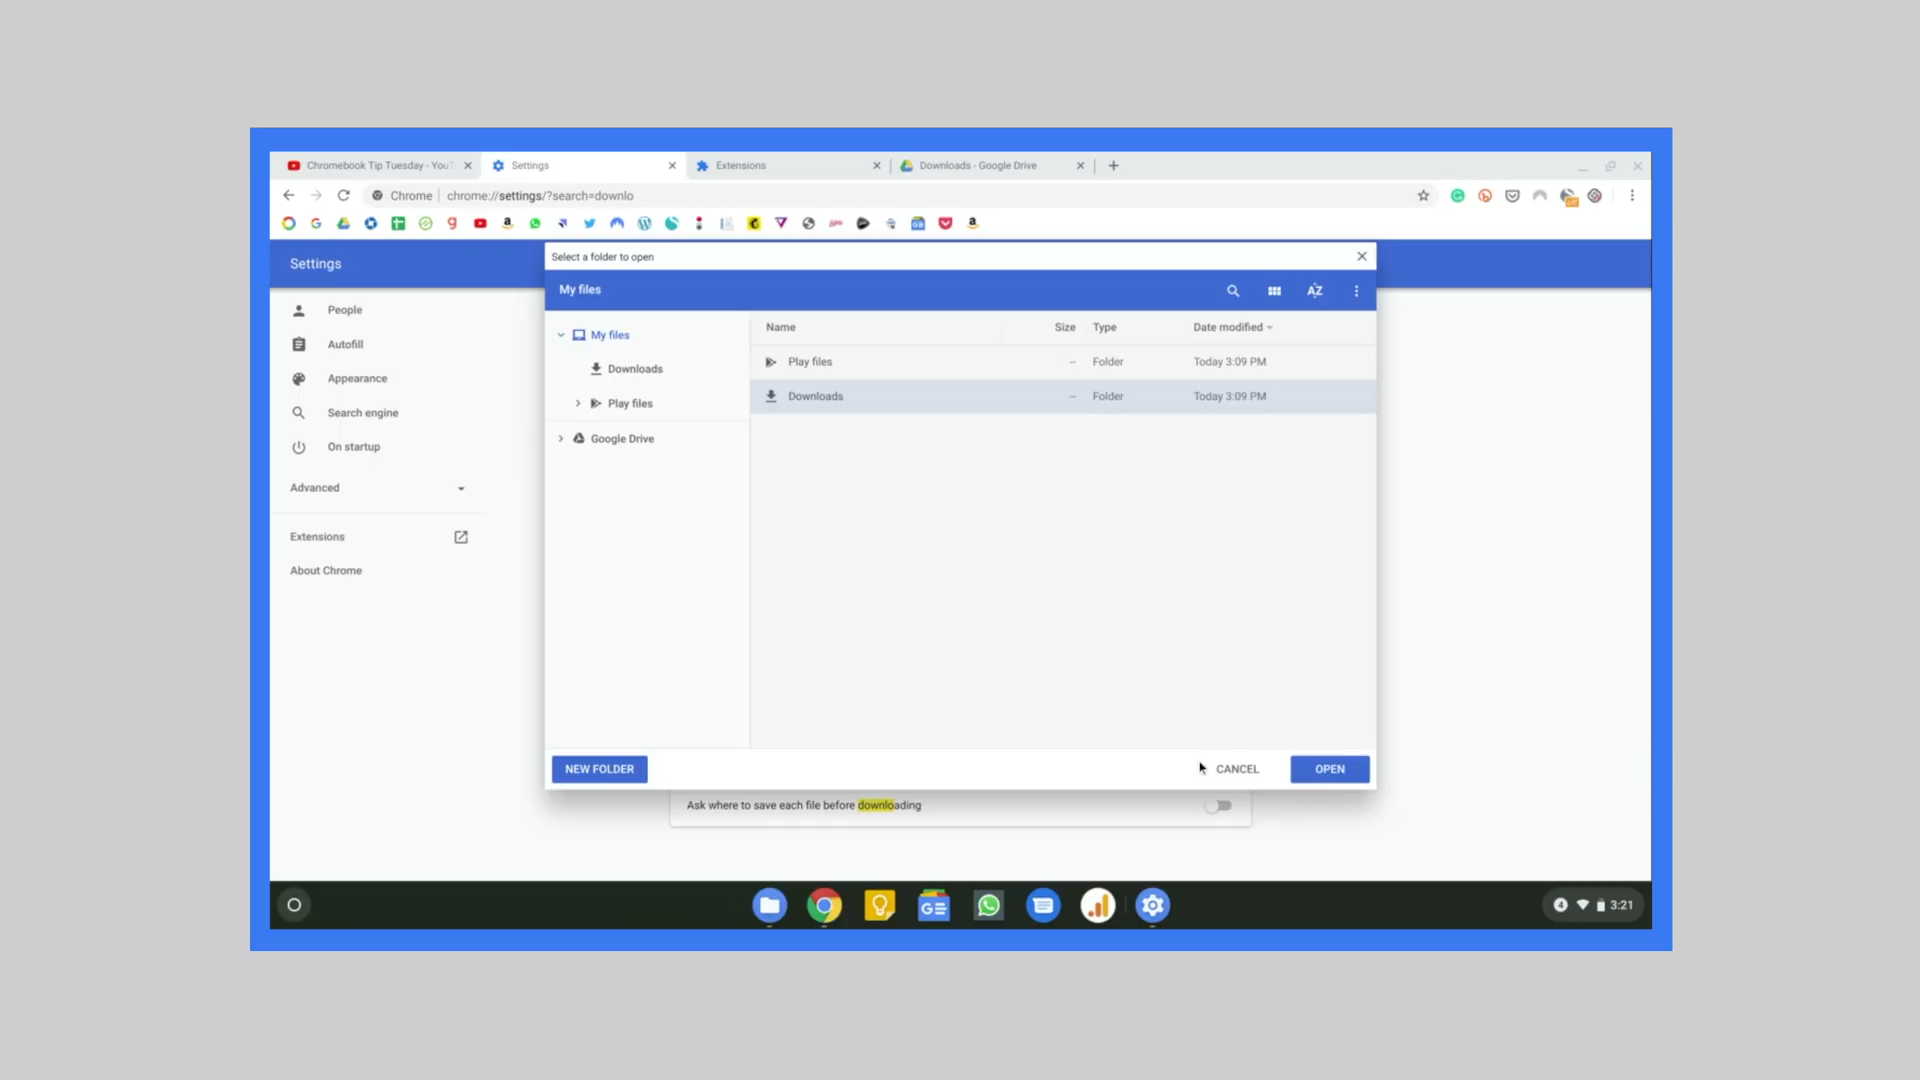 Chromebook Tip Tuesday - YouT
Settings
Extensions
Downloads - Google Drive
Chrome
chrome://settings/?search=downlo
Settings
People
Autofill
Appearance
Search engine
On startup
Advanced
Extensions
About Chrome
Select a folder to open
My files
AZ
My files
Downloads
Play files
Google Drive
Name Size Type Date modified
Play files -- Folder Today 3:09 PM
Downloads -- Folder Today 3:09 PM
NEW FOLDER
CANCEL
OPEN
Ask where to save each file before downloading
4 3:21